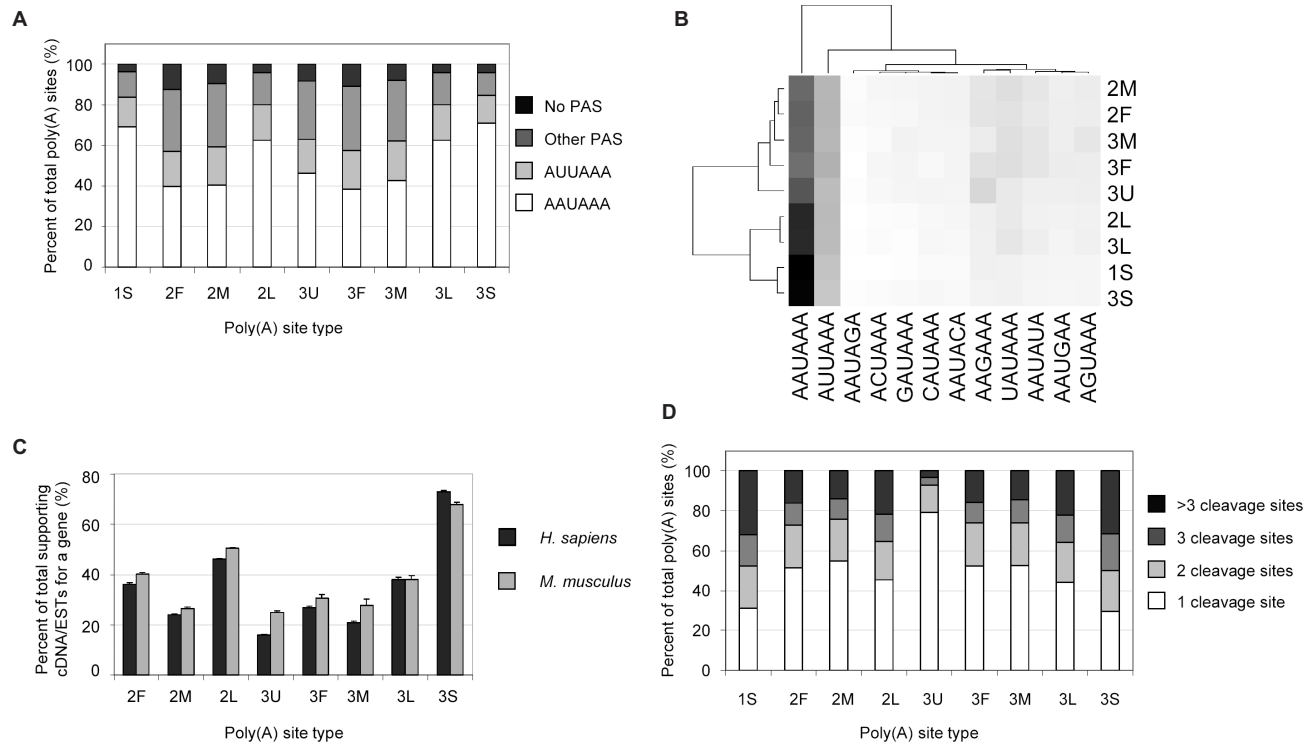 A
Percent of total poly(A) sites (%)
100
80
60
40
20
0
1S 2F 2M 2L 3U 3F 3M 3L 3S
Poly(A) site type
No PAS
Other PAS
AUUAAA
AAUAAA
B
2M
2F
3M
3F
3U
2L
3L
1S
3S
AAUAAA
AUUAAA
AAUAGA
ACUAAA
GAUAAA
CAUAAA
AAUACA
AAGAAA
UAUAAA
AAUAUA
AAUGAA
AGUAAA
C
Percent of total supporting
cDNA/ESTs for a gene (%)
80
60
40
20
0
2F 2M 2L 3U 3F 3M 3L 3S
Poly(A) site type
H. sapiens
M. musculus
D
Percent of total poly(A) sites (%)
100
80
60
40
20
0
1S 2F 2M 2L 3U 3F 3M 3L 3S
Poly(A) site type
>3 cleavage sites
3 cleavage sites
2 cleavage sites
1 cleavage site